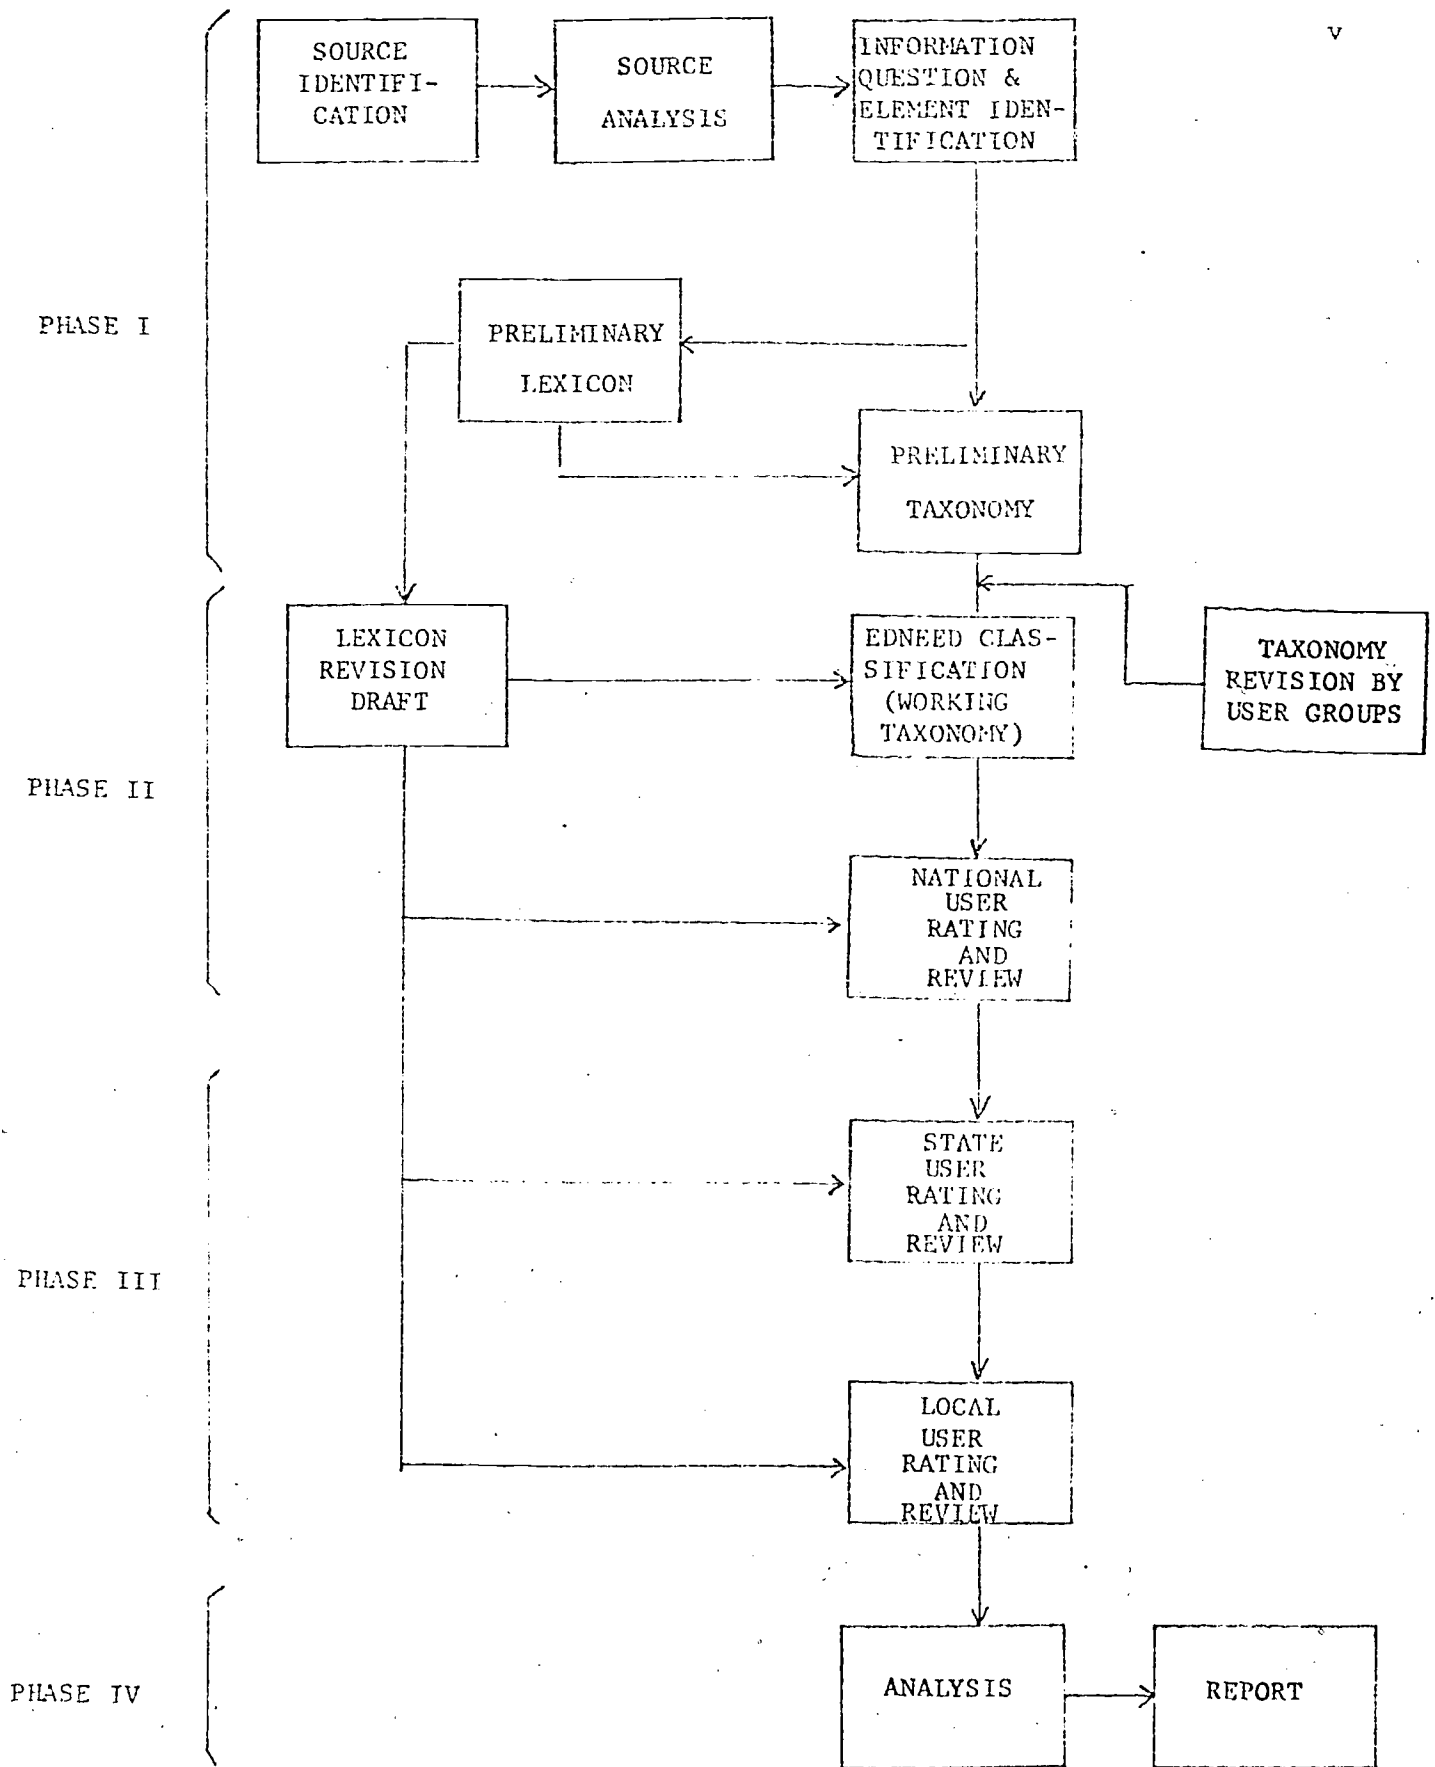 v
SOURCE
IDENTIFI-
CATION
SOURCE
ANALYSIS
INFORMATION
QUESTION &
ELEMENT IDEN-
TIFICATION
PHASE I
PRELIMINARY
LEXICON
PRELIMINARY
TAXONOMY
PHASE II
LEXICON
REVISION
DRAFT
EDNEED CLAS-
SIFICATION
(WORKING
TAXONOMY)
TAXONOMY
REVISION BY
USER GROUPS
NATIONAL
USER
RATING
AND
REVIEW
PHASE III
STATE
USER
RATING
AND
REVIEW
LOCAL
USER
RATING
AND
REVIEW
PHASE IV
ANALYSIS
REPORT